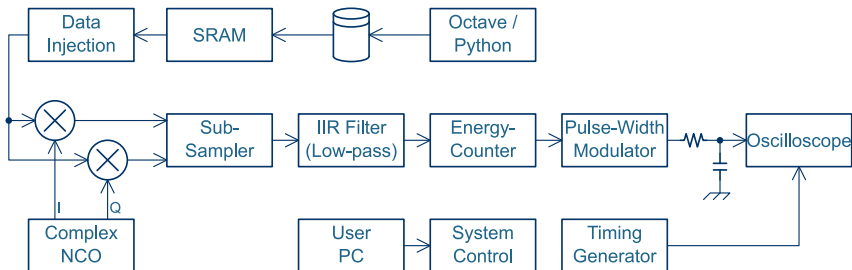 Data
Injection
SRAM
Octave /
Python
Sub-
Sampler
IIR Filter
(Low-pass)
Energy-
Counter
Pulse-Width
Modulator
Oscilloscope
I
Q
Complex
NCO
User
PC
System
Control
Timing
Generator